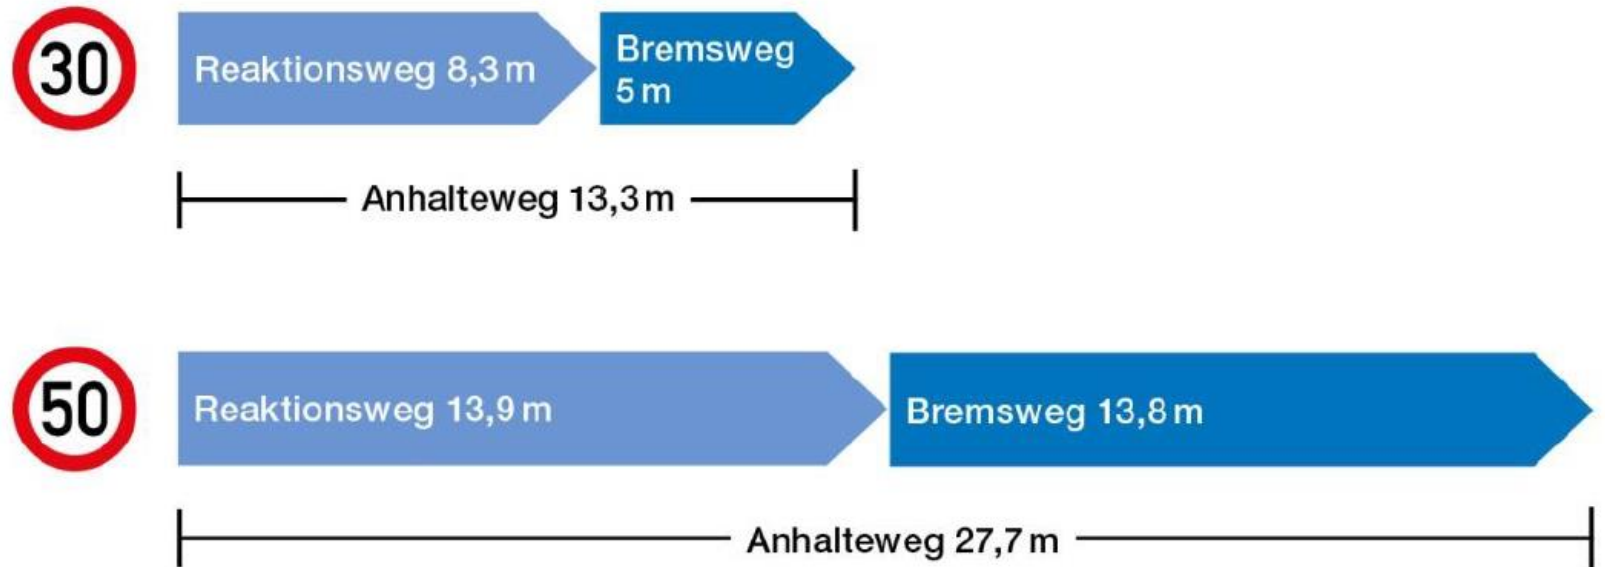 30
Reaktionsweg 8,3 m
Bremsweg
5 m
Anhalteweg 13,3 m
50
Reaktionsweg 13,9 m
Bremsweg 13,8 m
Anhalteweg 27,7 m